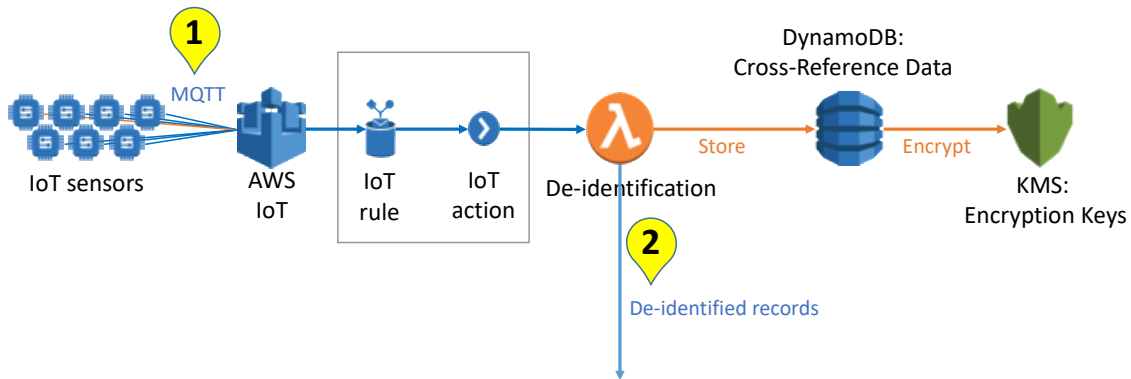 1
MQTT
IoT sensors
AWS
IoT
IoT
rule
IoT
action
λ
De-identification
Store
DynamoDB:
Cross-Reference Data
Encrypt
KMS:
Encryption Keys
2
De-identified records